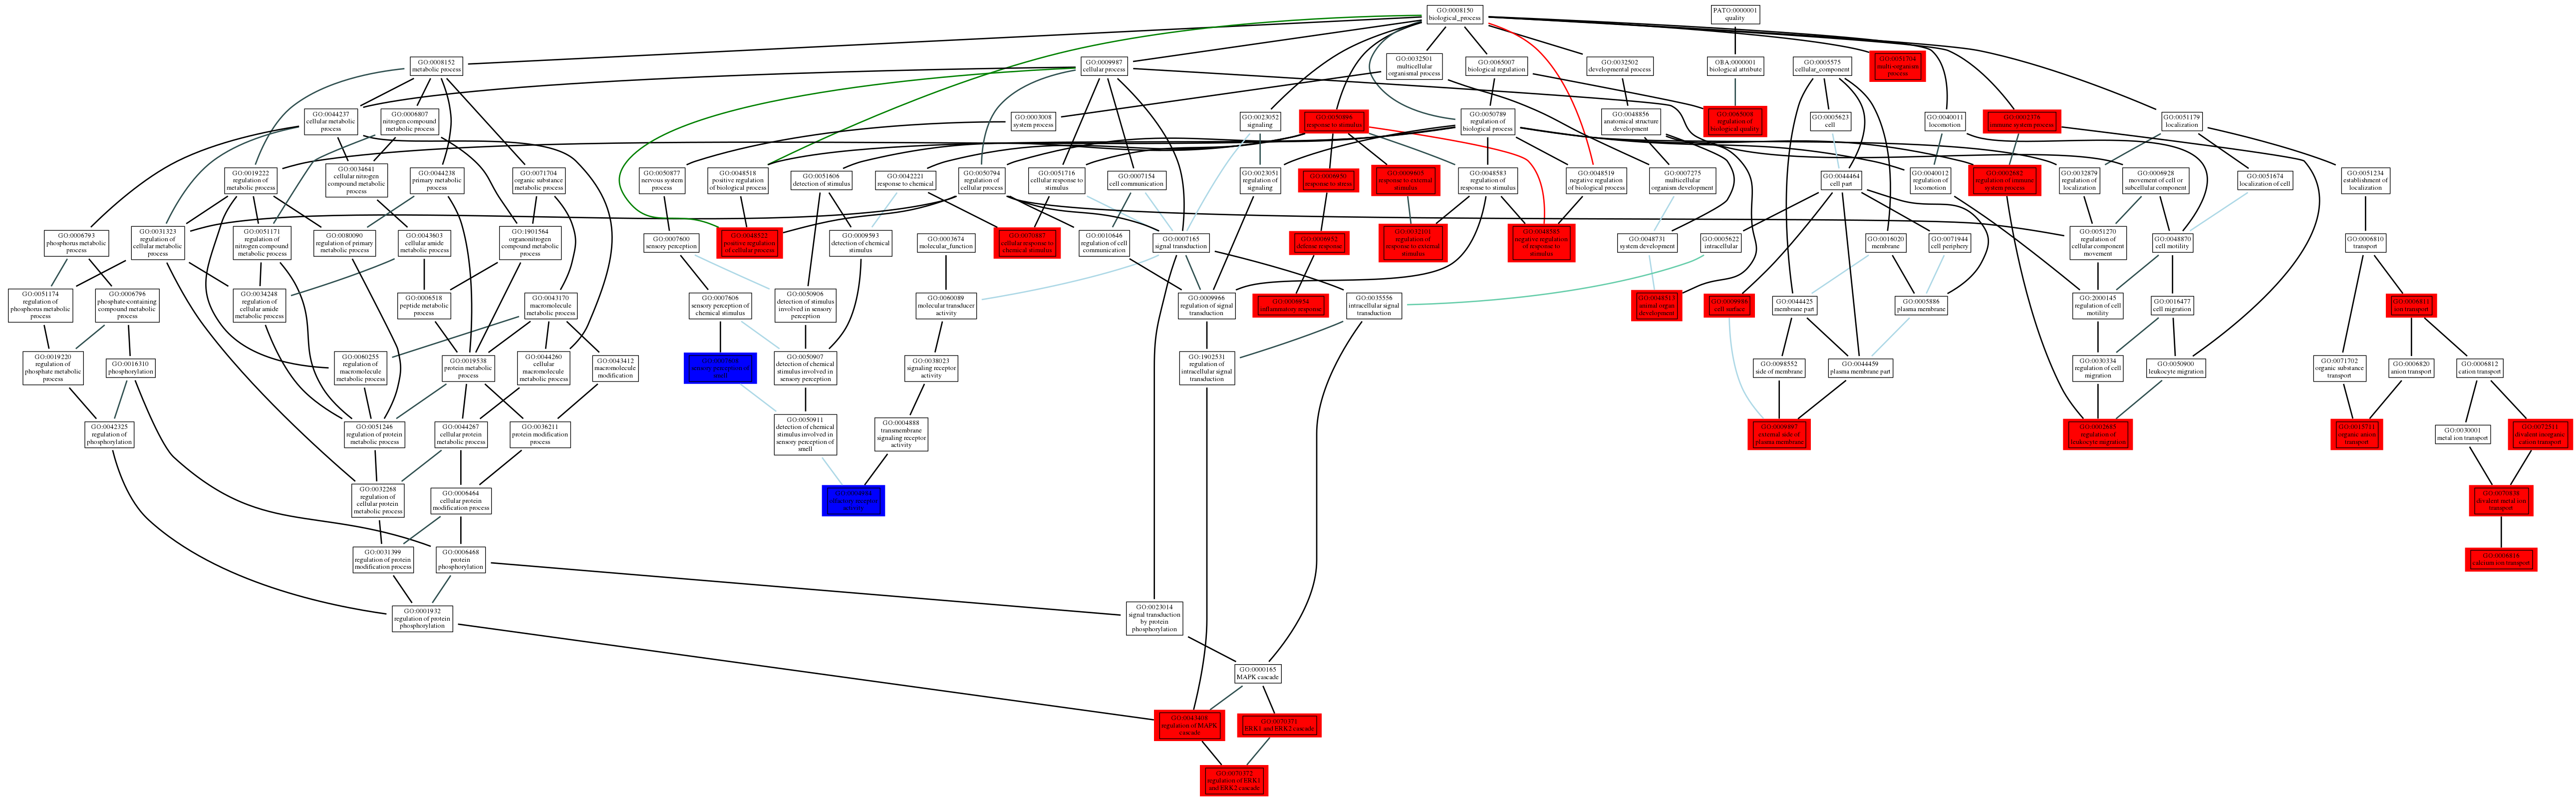 GO:0008150
biological_process
PATO:0000001
quality
GO:0008152
metabolic process
GO:0009987
cellular process
GO:0032501
multicellular
organismal process
GO:0065007
biological regulation
GO:0032502
developmental process
OBA:0000001
biological attribute
GO:0005575
cellular_component
GO:0051704
multi-organism
process
GO:0044237
cellular metabolic
process
GO:0006807
nitrogen compound
metabolic process
GO:0003008
system process
GO:0023052
signaling
GO:0050896
response to stimulus
GO:0050789
regulation of
biological process
GO:0048856
anatomical structure
development
GO:0065008
regulation of
biological quality
GO:0005623
cell
GO:0040011
locomotion
GO:0002376
immune system process
GO:0051179
localization
GO:0019222
regulation of
metabolic process
GO:0034641
cellular nitrogen
compound metabolic
process
GO:0044238
primary metabolic
process
GO:0071704
organic substance
metabolic process
GO:0050877
nervous system
process
GO:0048518
positive regulation
of biological process
GO:0051606
detection of stimulus
GO:0042221
response to chemical
GO:0050794
regulation of
cellular process
GO:0051716
cellular response to
stimulus
GO:0007154
cell communication
GO:0023051
regulation of
signaling
GO:0006950
response to stress
GO:0009605
response to external
stimulus
GO:0048583
regulation of
response to stimulus
GO:0048519
negative regulation
of biological process
GO:0007275
multicellular
organism development
GO:0044464
cell part
GO:0040012
regulation of
locomotion
GO:0002682
regulation of immune
system process
GO:0032879
regulation of
localization
GO:0006928
movement of cell or
subcellular component
GO:0051674
localization of cell
GO:0051234
establishment of
localization
GO:0006793
phosphorus metabolic
process
GO:0031323
regulation of
cellular metabolic
process
GO:0051171
regulation of
nitrogen compound
metabolic process
GO:0080090
regulation of primary
metabolic process
GO:0043603
cellular amide
metabolic process
GO:1901564
organonitrogen
compound metabolic
process
GO:0007600
sensory perception
GO:0048522
positive regulation
of cellular process
GO:0009593
detection of chemical
stimulus
GO:0003674
molecular_function
GO:0070887
cellular response to
chemical stimulus
GO:0010646
regulation of cell
communication
GO:0007165
signal transduction
GO:0006952
defense response
GO:0032101
regulation of
response to external
stimulus
GO:0048585
negative regulation
of response to
stimulus
GO:0048731
system development
GO:0005622
intracellular
GO:0016020
membrane
GO:0071944
cell periphery
GO:0051270
regulation of
cellular component
movement
GO:0048870
cell motility
GO:0006810
transport
GO:0051174
regulation of
phosphorus metabolic
process
GO:0006796
phosphate-containing
compound metabolic
process
GO:0034248
regulation of
cellular amide
metabolic process
GO:0006518
peptide metabolic
process
GO:0043170
macromolecule
metabolic process
GO:0007606
sensory perception of
chemical stimulus
GO:0050906
detection of stimulus
involved in sensory
perception
GO:0060089
molecular transducer
activity
GO:0009966
regulation of signal
transduction
GO:0006954
inflammatory response
GO:0035556
intracellular signal
transduction
GO:0048513
animal organ
development
GO:0009986
cell surface
GO:0044425
membrane part
GO:0005886
plasma membrane
GO:2000145
regulation of cell
motility
GO:0016477
cell migration
GO:0006811
ion transport
GO:0019220
regulation of
phosphate metabolic
process
GO:0016310
phosphorylation
GO:0060255
regulation of
macromolecule
metabolic process
GO:0019538
protein metabolic
process
GO:0044260
cellular
macromolecule
metabolic process
GO:0043412
macromolecule
modification
GO:0050907
detection of chemical
stimulus involved in
sensory perception
GO:0038023
signaling receptor
activity
GO:1902531
regulation of
intracellular signal
transduction
GO:0098552
side of membrane
GO:0044459
plasma membrane part
GO:0030334
regulation of cell
migration
GO:0050900
leukocyte migration
GO:0071702
organic substance
transport
GO:0006820
anion transport
GO:0006812
cation transport
GO:0042325
regulation of
phosphorylation
GO:0051246
regulation of protein
metabolic process
GO:0044267
cellular protein
metabolic process
GO:0036211
protein modification
process
GO:0050911
detection of chemical
stimulus involved in
sensory perception of
smell
GO:0004888
transmembrane
signaling receptor
activity
GO:0009897
external side of
plasma membrane
GO:0002685
regulation of
leukocyte migration
GO:0015711
organic anion
transport
GO:0030001
metal ion transport
GO:0072511
divalent inorganic
cation transport
GO:0032268
regulation of
cellular protein
metabolic process
GO:0006464
cellular protein
modification process
GO:0070838
divalent metal ion
transport
GO:0031399
regulation of protein
modification process
GO:0006468
protein
phosphorylation
GO:0006816
calcium ion transport
GO:0001932
regulation of protein
phosphorylation
GO:0023014
signal transduction
by protein
phosphorylation
GO:0000165
MAPK cascade
GO:0043408
regulation of MAPK
cascade
GO:0070371
ERK1 and ERK2 cascade
GO:0070372
regulation of ERK1
and ERK2 cascade